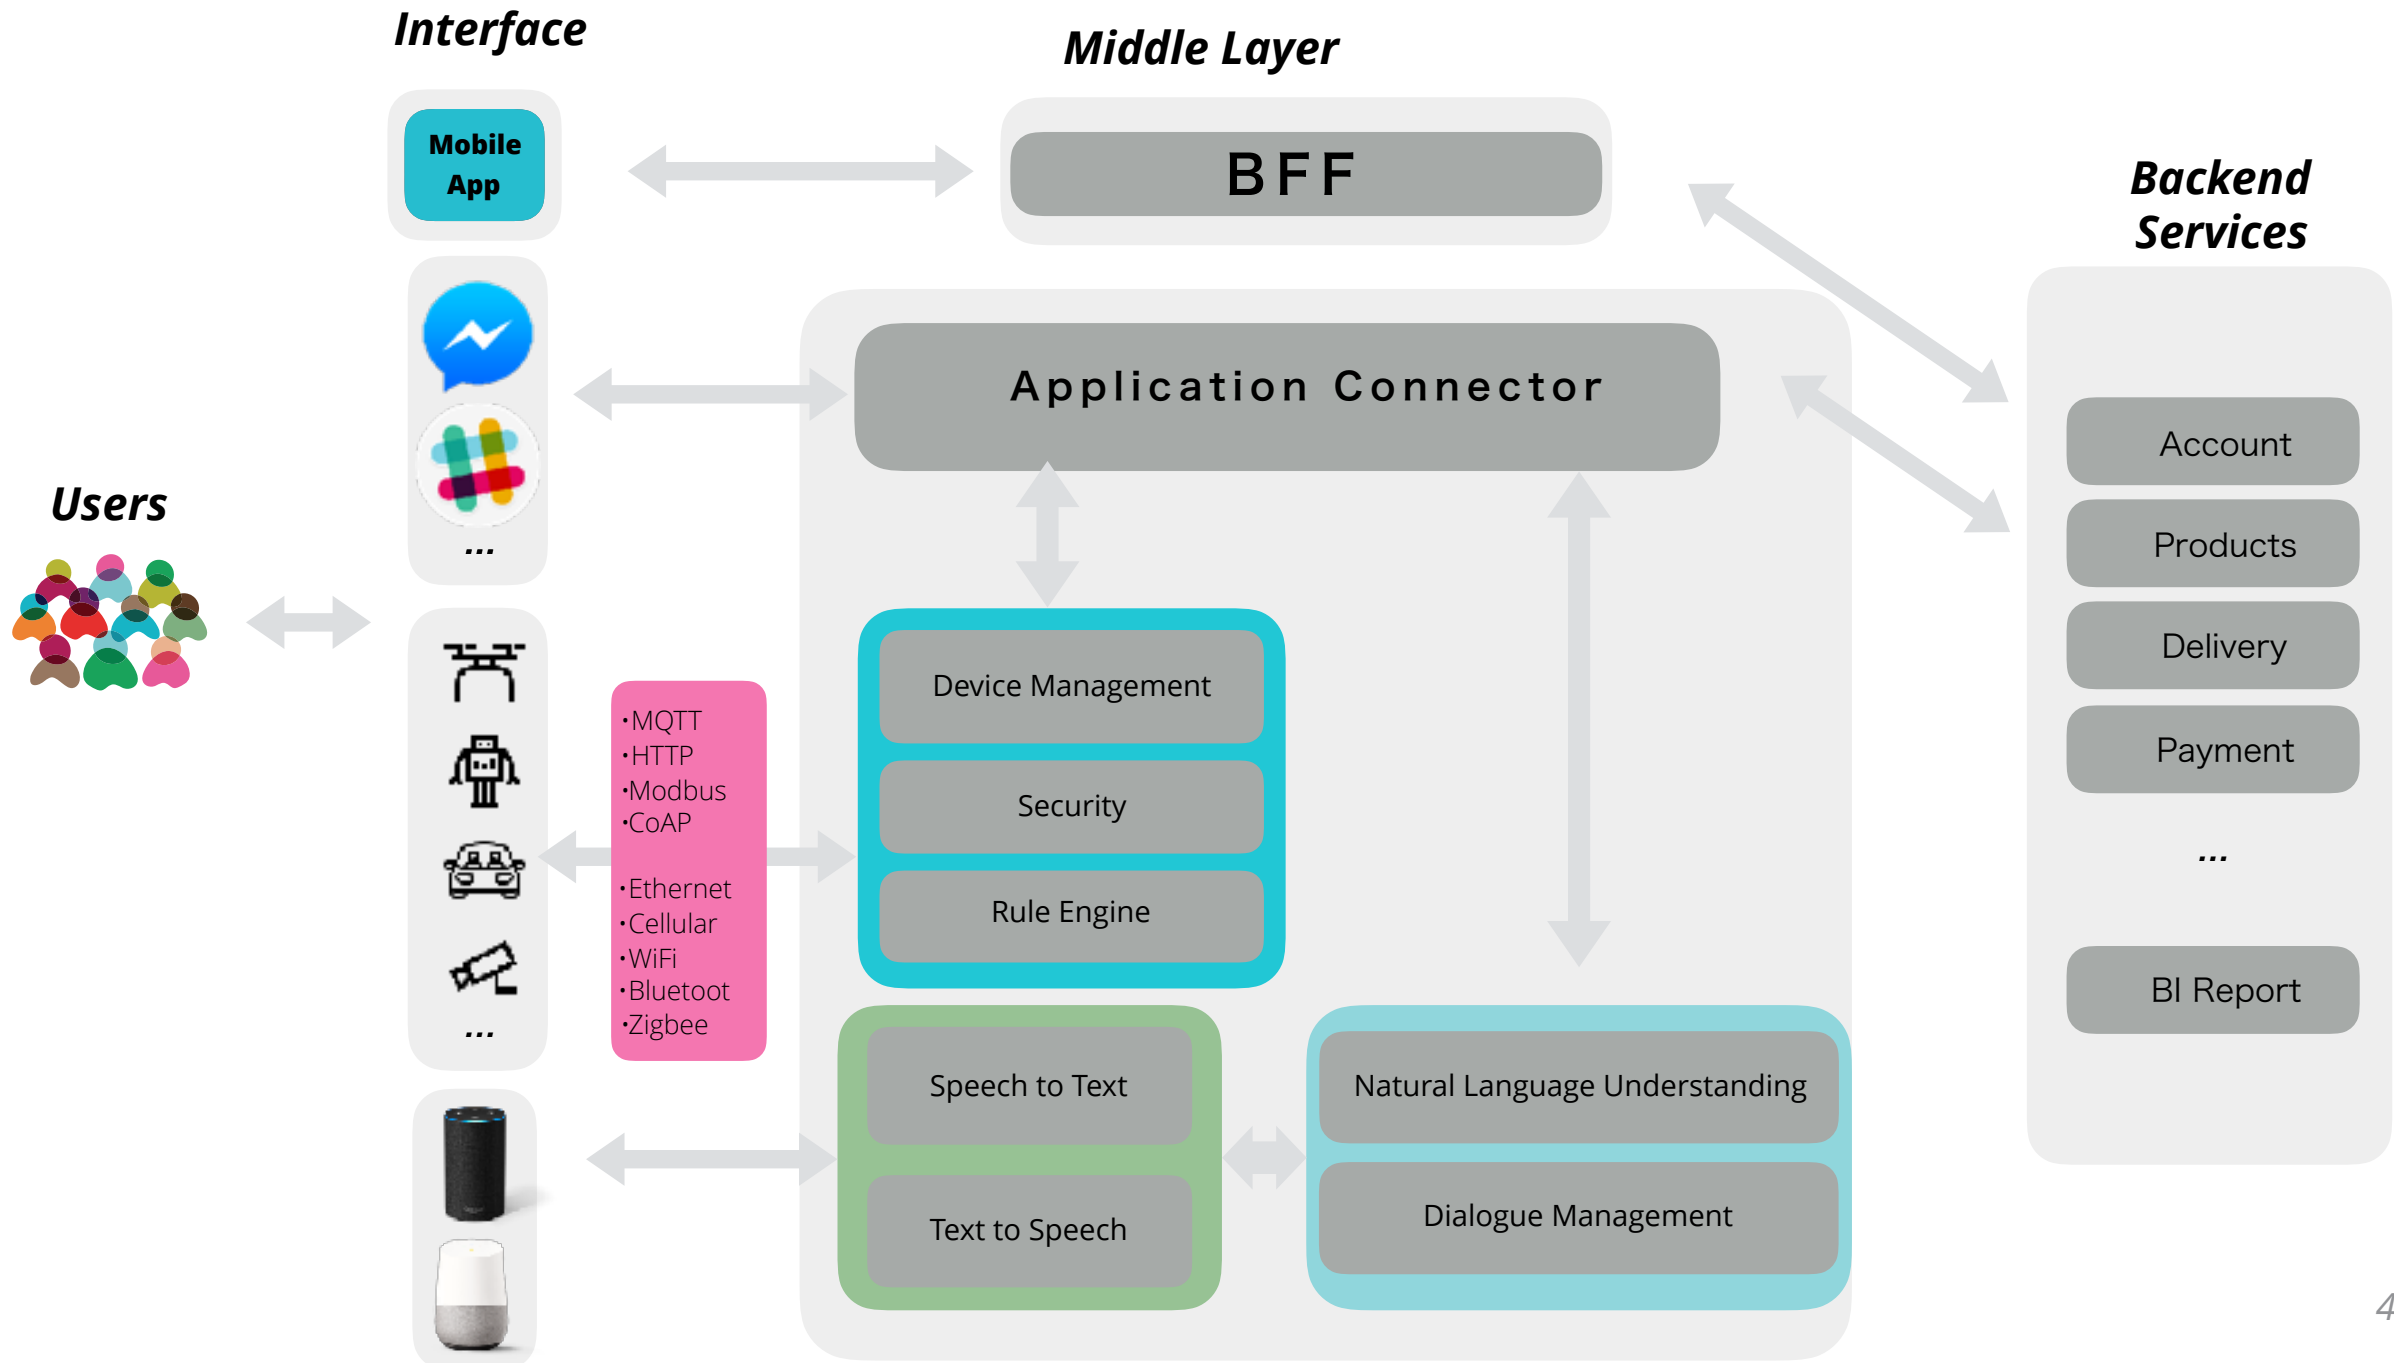 Interface
Middle Layer
Mobile
App
BFF
Backend
Services
Application Connector
Account
Products
Delivery
Payment
...
BI Report
...
Users
•MQTT
•HTTP
•Modbus
•CoAP
•Ethernet
•Cellular
•WiFi
•Bluetoot
•Zigbee
...
Device Management
Security
Rule Engine
Speech to Text
Text to Speech
Natural Language Understanding
Dialogue Management
4